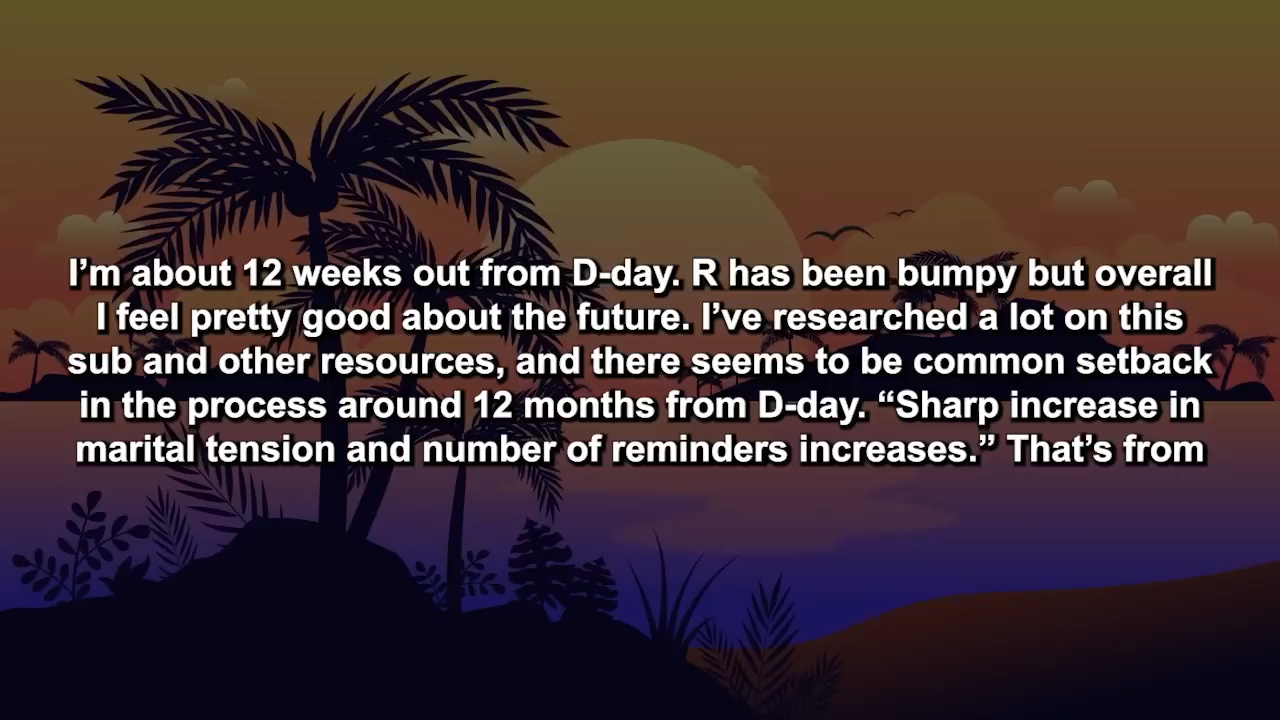 I’m about 12 weeks out from D-day. R has been bumpy but overall
I feel pretty good about the future. I’ve researched a lot on this
sub and other resources, and there seems to be common setback
in the process around 12 months from D-day. “Sharp increase in
marital tension and number of reminders increases.” That’s from